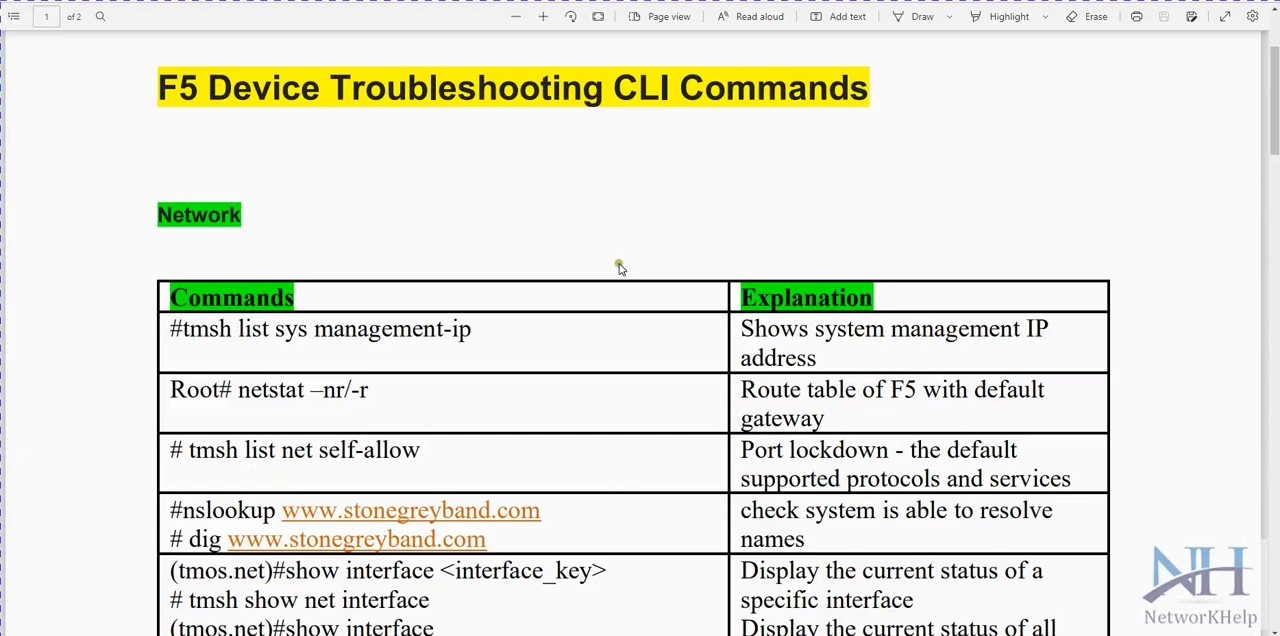 1 of 2 Page view Read aloud Add text Draw Highlight Erase
F5 Device Troubleshooting CLI Commands
Network
Commands Explanation
#tmsh list sys management-ip Shows system management IP
address
Root# netstat –nr/-r Route table of F5 with default
gateway
# tmsh list net self-allow Port lockdown - the default
supported protocols and services
#nslookup www.stonegreyband.com check system is able to resolve
# dig www.stonegreyband.com names
(tmos.net)#show interface <interface_key> Display the current status of a
# tmsh show net interface specific interface
(tmos.net)#show interface Display the current status of all
NH
NetworKHelp